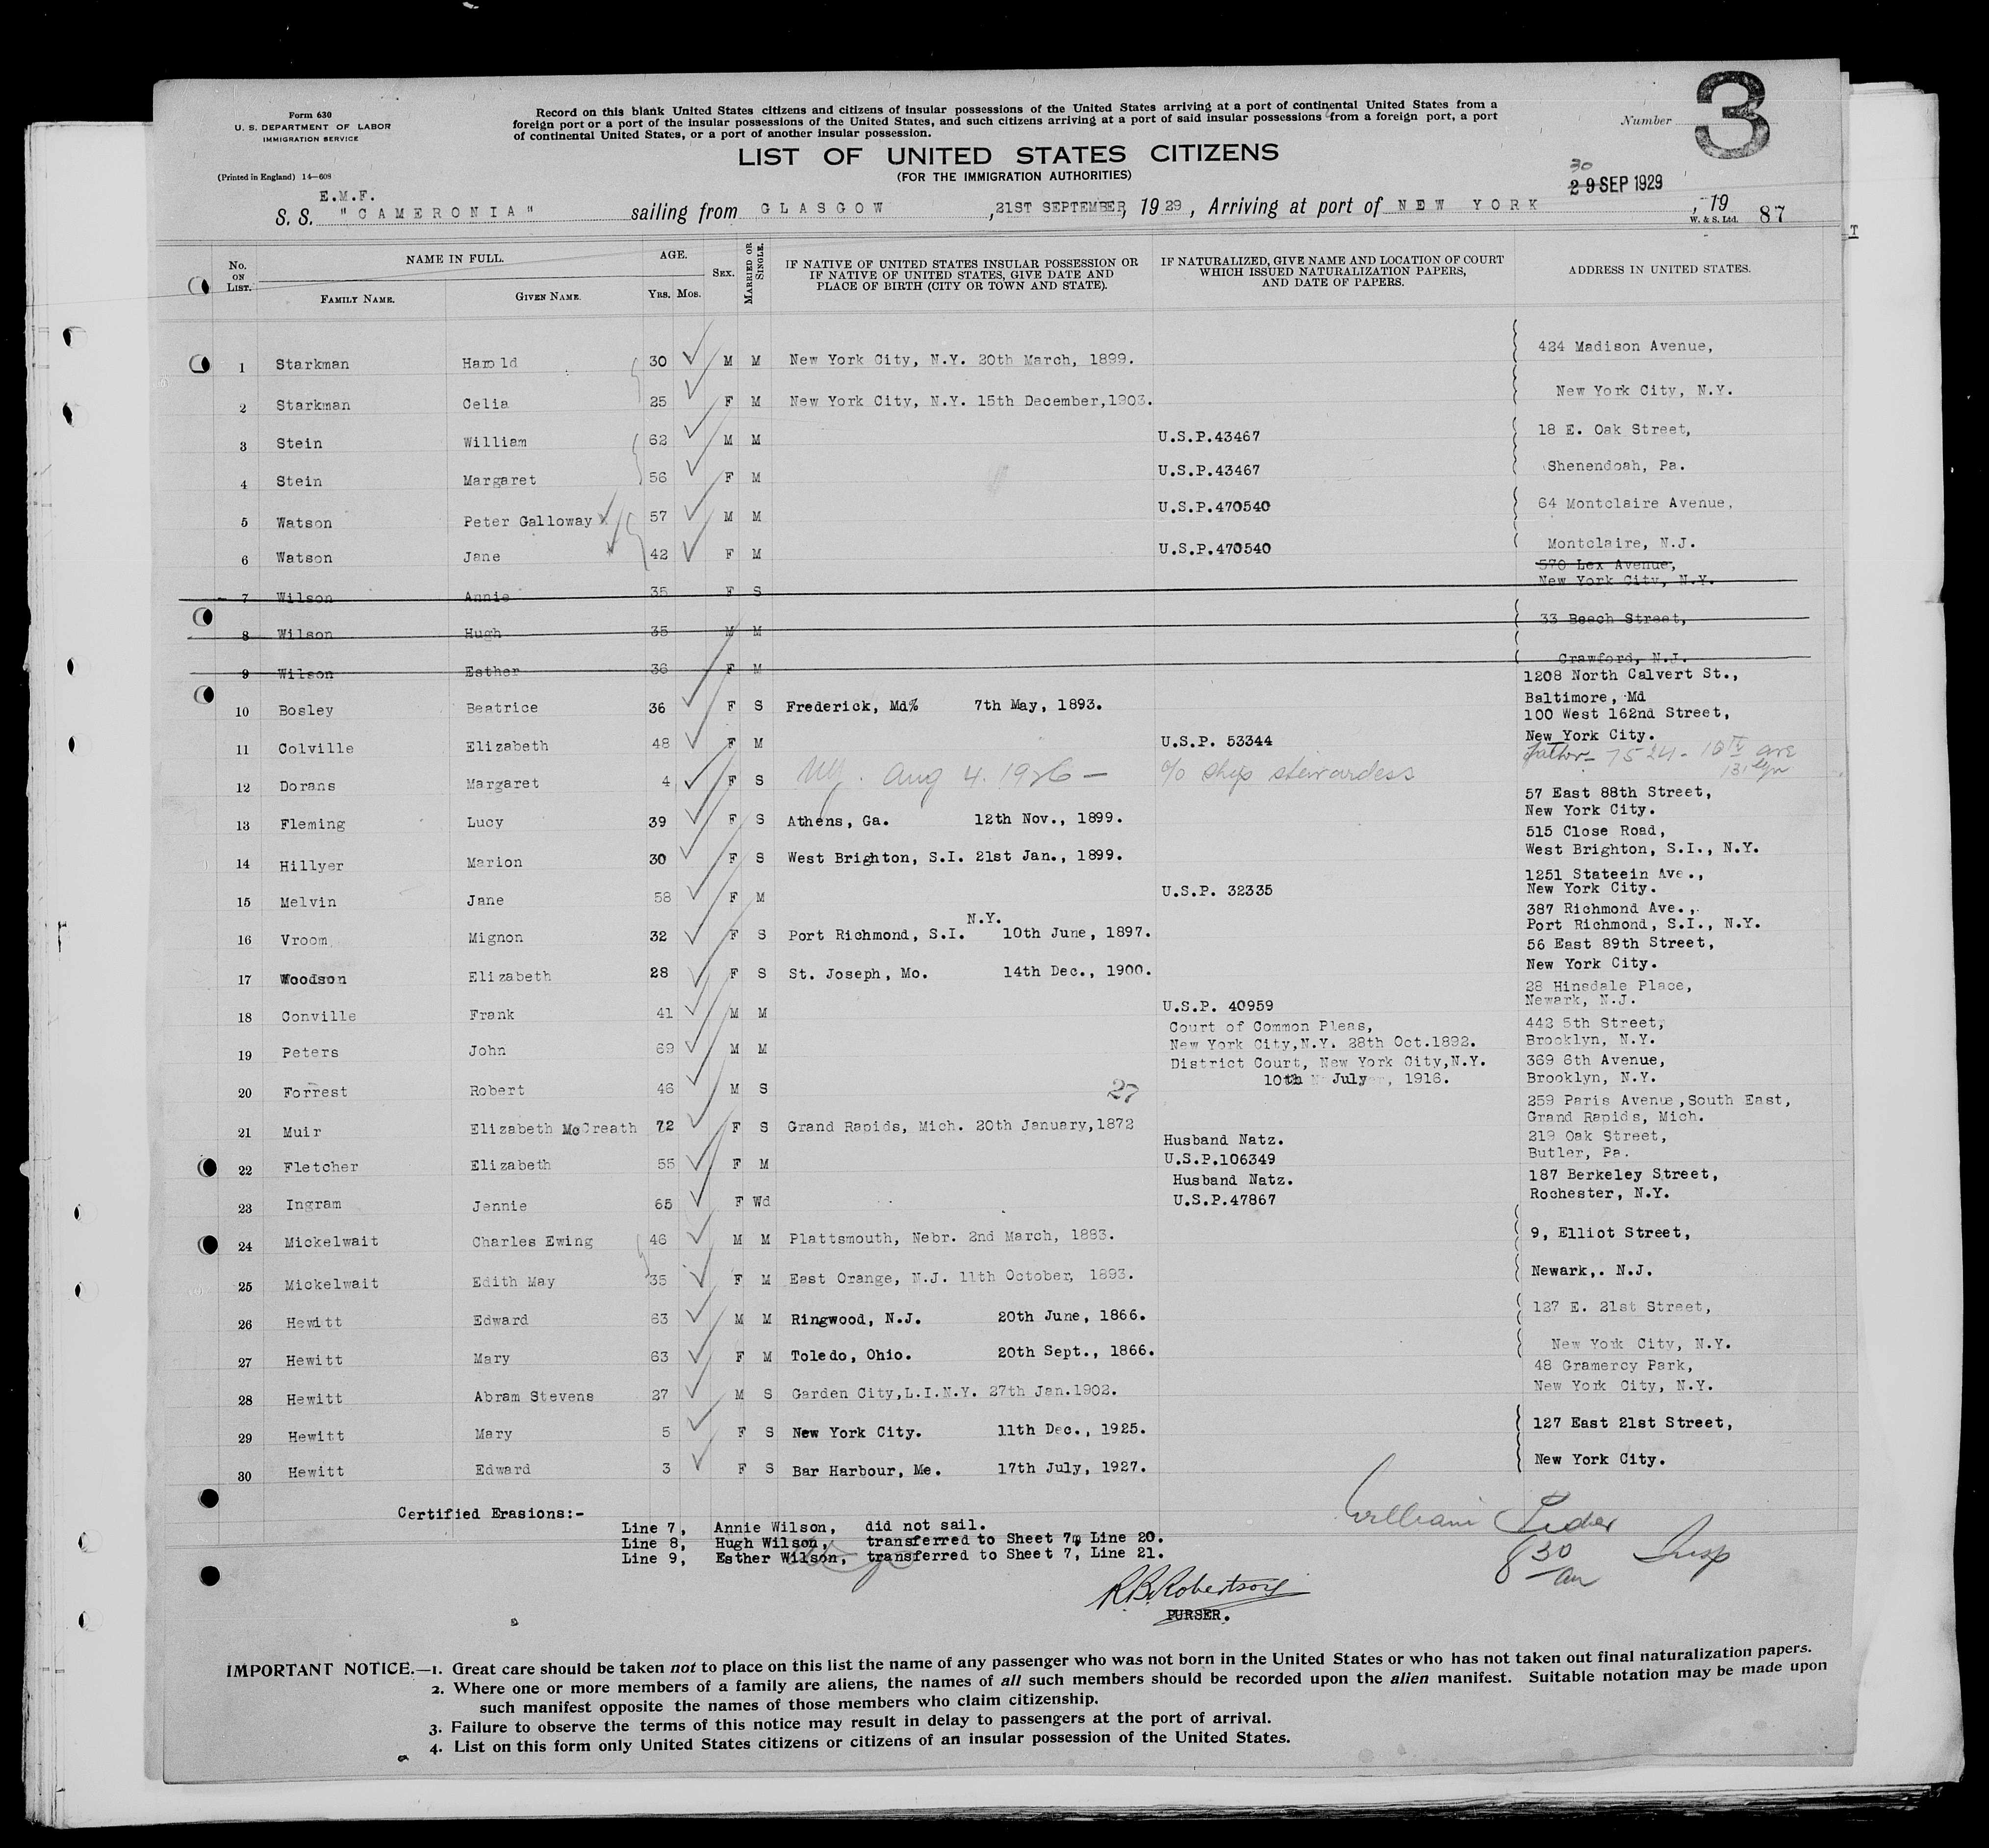 Form 630
U. S. DEPARTMENT OF LABOR
IMMIGRATION SERVICE
(Printed in England) 14—608
Record on this blank United States citizens and citizens of insular possessions of the United States arriving at a port of continental United States from a
foreign port or a port of the insular possessions of the United States, and such citizens arriving at a port of said insular possessions from a foreign port, a port
of continental United States, or a port of another insular possession.
Number 3
LIST OF UNITED STATES CITIZENS
(FOR THE IMMIGRATION AUTHORITIES)
30
29 SEP 1929
E.M.F.
S. S. "CAMERONIA" sailing from GLASGOW, 21ST SEPTEMBER, 1929, Arriving at port of NEW YORK, 19
W. & S. Ltd. 87
T
No. ON LIST. NAME IN FULL. FAMILY NAME. GIVEN NAME. AGE. YRS. MOS. SEX. MARRIED OR SINGLE. IF NATIVE OF UNITED STATES INSULAR POSSESSION OR IF NATIVE OF UNITED STATES, GIVE DATE AND PLACE OF BIRTH (CITY OR TOWN AND STATE). IF NATURALIZED, GIVE NAME AND LOCATION OF COURT WHICH ISSUED NATURALIZATION PAPERS, AND DATE OF PAPERS. ADDRESS IN UNITED STATES.
1 Starkman Harold 30 M M New York City, N.Y. 20th March, 1899. 424 Madison Avenue,
2 Starkman Celia 25 F M New York City, N.Y. 15th December, 1903. New York City, N.Y.
3 Stein William 62 M M U.S.P.43467 18 E. Oak Street,
4 Stein Margaret 56 F M U.S.P.43467 Shenendoah, Pa.
5 Watson Peter Galloway 57 M M U.S.P.470540 64 Montclaire Avenue,
6 Watson Jane 42 F M U.S.P.470540 Montclaire, N.J.
7 Wilson Annie 35 F S 570 Lex Avenue, New York City, N.Y.
8 Wilson Hugh 35 M M 33 Beech Street,
9 Wilson Esther 36 F M Crawford, N.J.
10 Bosley Beatrice 36 F S Frederick, Md% 7th May, 1893. 1208 North Calvert St., Baltimore, Md
11 Colville Elizabeth 48 F M U.S.P. 53344 100 West 162nd Street, New York City.
12 Dorans Margaret 4 F S NY. Aug 4. 1926 — c/o ship stewardess father - 7524 - 10th ave Bklyn
13 Fleming Lucy 39 F S Athens, Ga. 12th Nov., 1899. 57 East 88th Street, New York City.
14 Hillyer Marion 30 F S West Brighton, S.I. 21st Jan., 1899. 515 Close Road, West Brighton, S.I., N.Y.
15 Melvin Jane 58 F M U.S.P. 32335 1251 Stateein Ave., New York City.
16 Vroom Mignon 32 F S Port Richmond, S.I. N.Y. 10th June, 1897. 387 Richmond Ave., Port Richmond, S.I., N.Y.
17 Woodson Elizabeth 28 F S St. Joseph, Mo. 14th Dec., 1900. 56 East 89th Street, New York City.
18 Conville Frank 41 M M U.S.P. 40959 28 Hinsdale Place, Newark, N.J.
19 Peters John 69 M M Court of Common Pleas, New York City, N.Y. 28th Oct.1892. 442 5th Street, Brooklyn, N.Y.
20 Forrest Robert 46 M S 27 District Court, New York City, N.Y. 10th July, 1916. 369 6th Avenue, Brooklyn, N.Y.
21 Muir Elizabeth McCreath 72 F S Grand Rapids, Mich. 20th January, 1872 259 Paris Avenue, South East, Grand Rapids, Mich.
22 Fletcher Elizabeth 55 F M Husband Natz. U.S.P.106349 219 Oak Street, Butler, Pa.
23 Ingram Jennie 65 F Wd Husband Natz. U.S.P.47867 187 Berkeley Street, Rochester, N.Y.
24 Mickelwait Charles Ewing 46 M M Plattsmouth, Nebr. 2nd March, 1883. 9, Elliot Street,
25 Mickelwait Edith May 35 F M East Orange, N.J. 11th October, 1893. Newark,. N.J.
26 Hewitt Edward 63 M M Ringwood, N.J. 20th June, 1866. 127 E. 21st Street,
27 Hewitt Mary 63 F M Toledo, Ohio. 20th Sept., 1866. New York City, N.Y.
28 Hewitt Abram Stevens 27 M S Garden City, L.I.N.Y. 27th Jan.1902. 48 Gramercy Park, New York City, N.Y.
29 Hewitt Mary 5 F S New York City. 11th Dec., 1925. 127 East 21st Street,
30 Hewitt Edward 3 F S Bar Harbour, Me. 17th July, 1927. New York City.
Certified Erasions:-
Line 7, Annie Wilson, did not sail.
Line 8, Hugh Wilson, transferred to Sheet 7, Line 20.
Line 9, Esther Wilson, transferred to Sheet 7, Line 21.
William
8 30 am Insp
R.B. Robertson
PURSER.
IMPORTANT NOTICE.—1. Great care should be taken not to place on this list the name of any passenger who was not born in the United States or who has not taken out final naturalization papers.
2. Where one or more members of a family are aliens, the names of all such members should be recorded upon the alien manifest. Suitable notation may be made upon
such manifest opposite the names of those members who claim citizenship.
3. Failure to observe the terms of this notice may result in delay to passengers at the port of arrival.
4. List on this form only United States citizens or citizens of an insular possession of the United States.